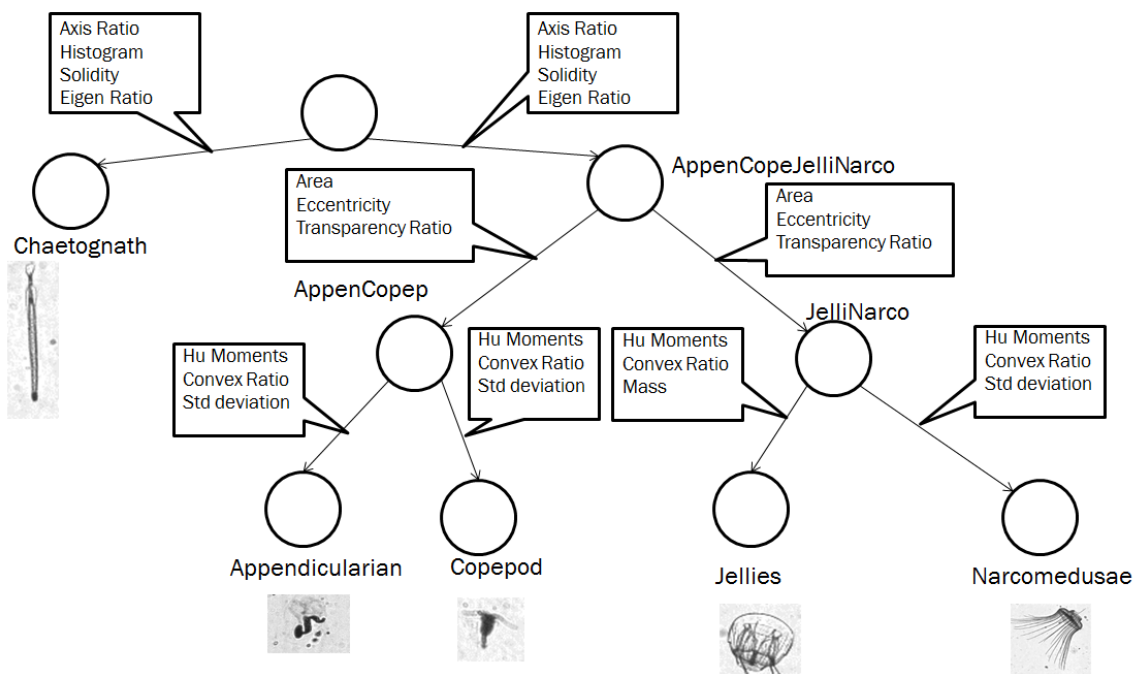 Axis Ratio
Histogram
Solidity
Eigen Ratio
Axis Ratio
Histogram
Solidity
Eigen Ratio
Chaetognath
AppenCopeJelliNarco
Area
Eccentricity
Transparency Ratio
Area
Eccentricity
Transparency Ratio
AppenCopep
JelliNarco
Hu Moments
Convex Ratio
Std deviation
Hu Moments
Convex Ratio
Std deviation
Hu Moments
Convex Ratio
Mass
Hu Moments
Convex Ratio
Std deviation
Appendicularian
Copepod
Jellies
Narcomedusae